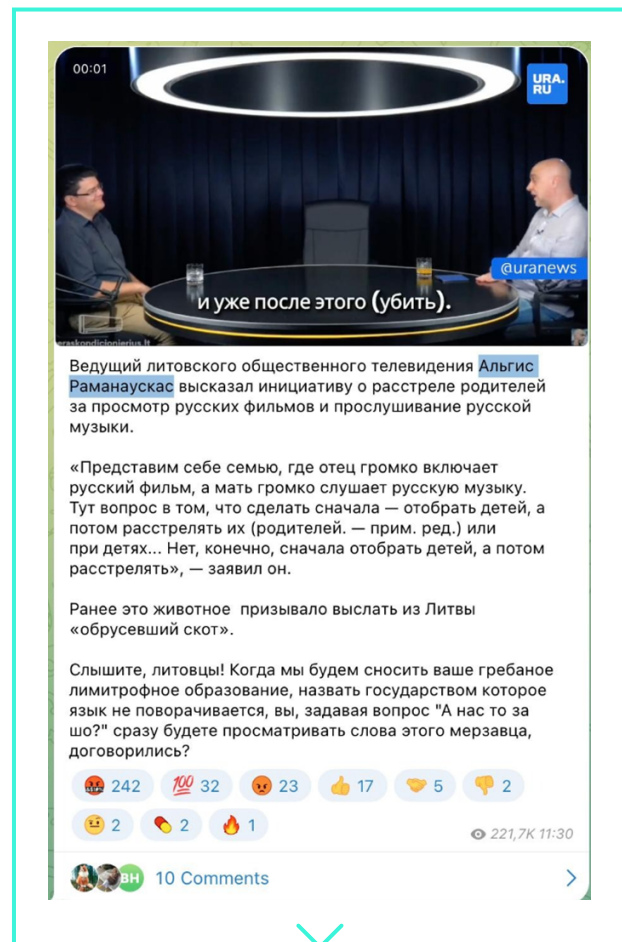 00:01
URA.
RU
@uranews
и уже после этого (убить).
eraskondicionierius.lt
Ведущий литовского общественного телевидения Альгис
Раманаускас высказал инициативу о расстреле родителей
за просмотр русских фильмов и прослушивание русской
музыки.
«Представим себе семью, где отец громко включает
русский фильм, а мать громко слушает русскую музыку.
Тут вопрос в том, что сделать сначала — отобрать детей, а
потом расстрелять их (родителей. — прим. ред.) или
при детях... Нет, конечно, сначала отобрать детей, а потом
расстрелять», — заявил он.
Ранее это животное призывало выслать из Литвы
«обрусевший скот».
Слышите, литовцы! Когда мы будем сносить ваше гребаное
лимитрофное образование, назвать государством которое
язык не поворачивается, вы, задавая вопрос "А нас то за
шо?" сразу будете просматривать слова этого мерзавца,
договорились?
242 100 32 23 17 5 2
2 2 1
221,7K 11:30
ВН 10 Comments